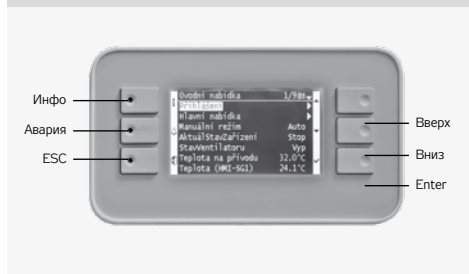 Инфо
Авария
ESC
Úvodní nabídka 1/9
Přihlášení
Hlavní nabídka
Manuální režim Auto
AktuálStavZařízení Stop
StavVentilatoru Vyp
Teplota na přívodu 32.0°C
Teplota (HMI-SG1) 24.1°C
Вверх
Вниз
Enter